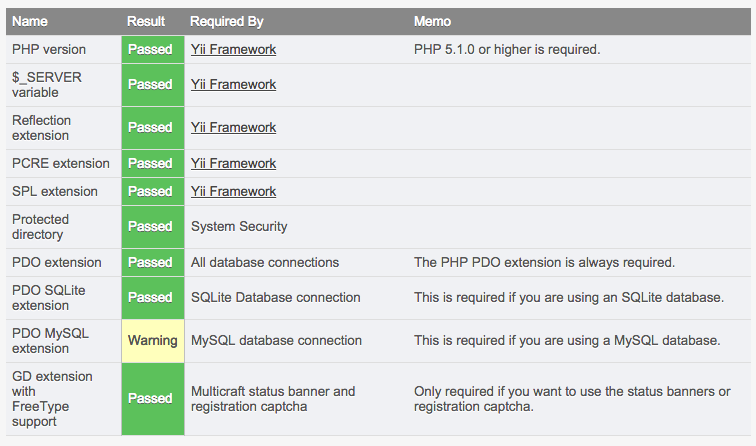 Name Result Required By Memo
PHP version Passed Yii Framework PHP 5.1.0 or higher is required.
$_SERVER
variable Passed Yii Framework
Reflection
extension Passed Yii Framework
PCRE extension Passed Yii Framework
SPL extension Passed Yii Framework
Protected
directory Passed System Security
PDO extension Passed All database connections The PHP PDO extension is always required.
PDO SQLite
extension Passed SQLite Database connection This is required if you are using an SQLite database.
PDO MySQL
extension Warning MySQL database connection This is required if you are using a MySQL database.
GD extension
with
FreeType
support Passed Multicraft status banner and
registration captcha Only required if you want to use the status banners or
registration captcha.